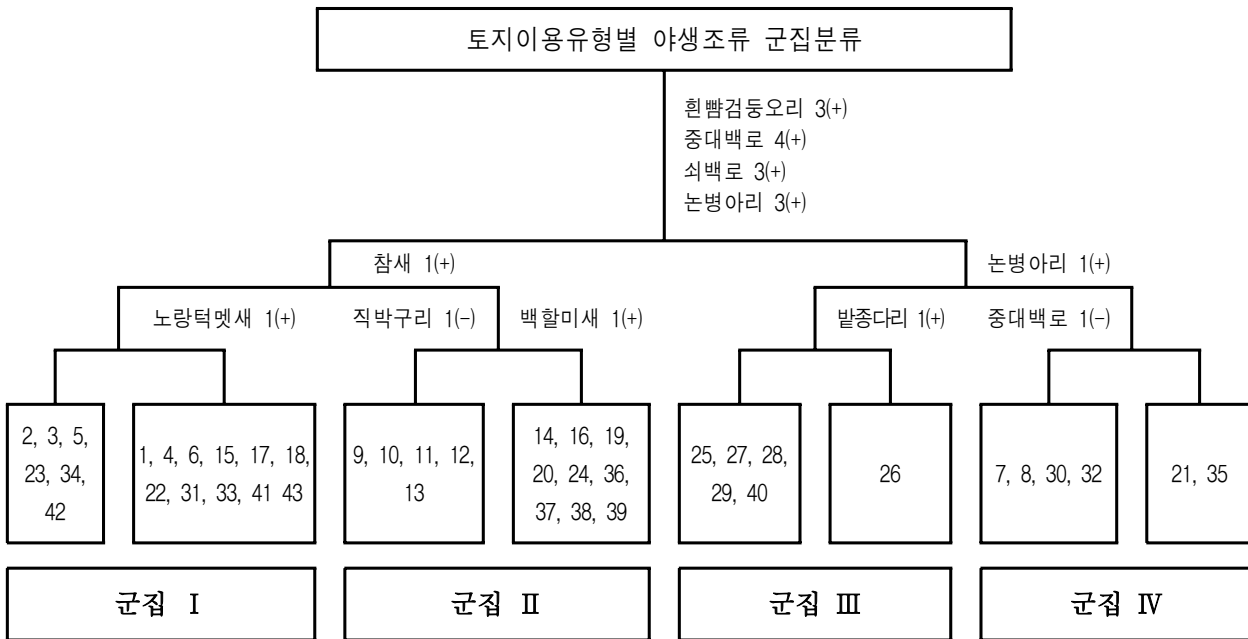 토지이용유형별 야생조류 군집분류
흰뺨검둥오리 3(+)
중대백로 4(+)
쇠백로 3(+)
논병아리 3(+)
참새 1(+)
논병아리 1(+)
노랑턱멧새 1(+)
직박구리 1(−)
백할미새 1(+)
밭종다리 1(+)
중대백로 1(−)
2, 3, 5,
23, 34,
42
1, 4, 6, 15, 17, 18,
22, 31, 33, 41 43
9, 10, 11, 12,
13
14, 16, 19,
20, 24, 36,
37, 38, 39
25, 27, 28,
29, 40
26
7, 8, 30, 32
21, 35
군집 Ⅰ
군집 Ⅱ
군집 Ⅲ
군집 Ⅳ